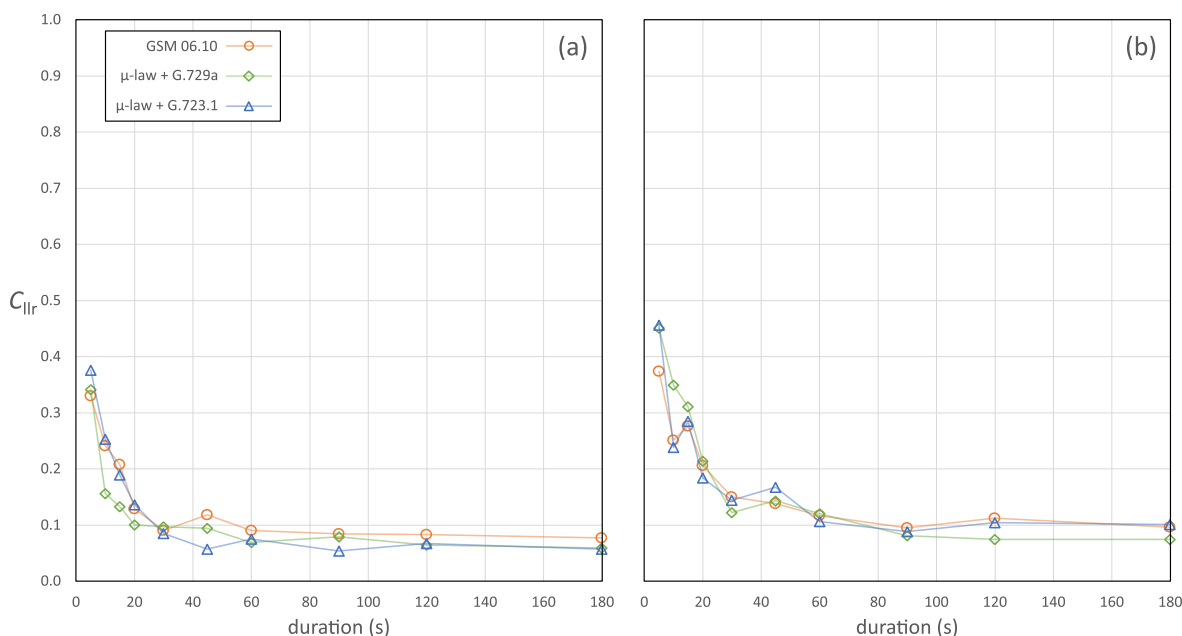 1.0
0.9
0.8
0.7
0.6
0.5
0.4
0.3
0.2
0.1
0.0
Cllr
GSM 06.10
μ-law + G.729a
μ-law + G.723.1
(a)
(b)
0 20 40 60 80 100 120 140 160 180
0 20 40 60 80 100 120 140 160 180
duration (s)
duration (s)